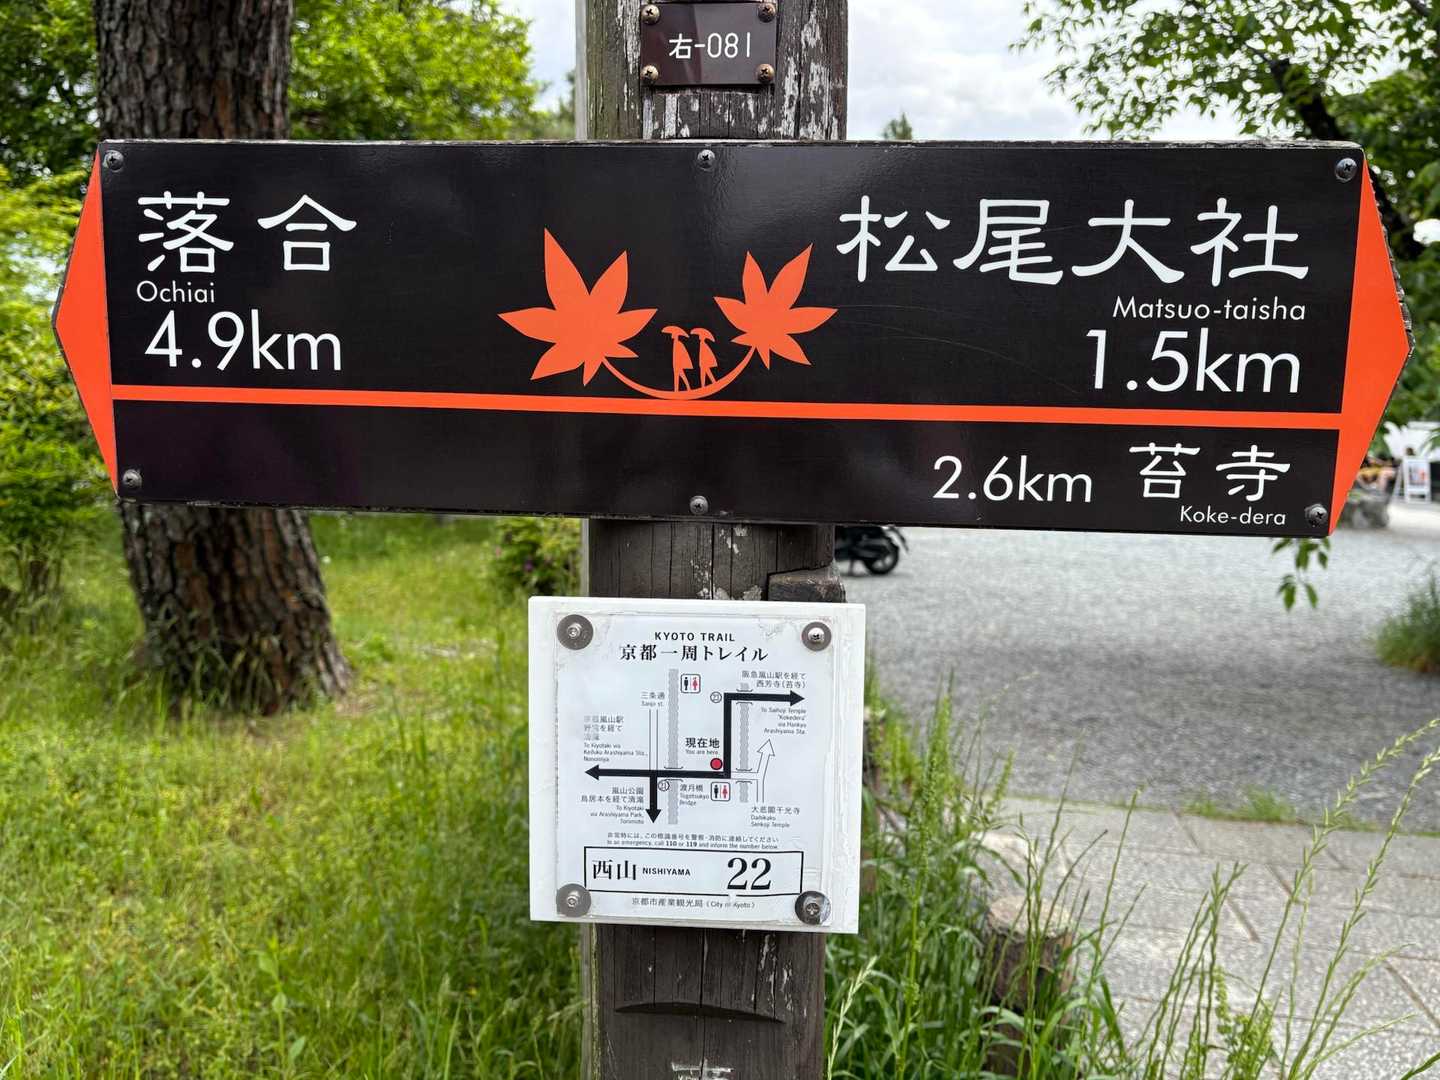 右-081
落合
Ochiai
4.9km
松尾大社
Matsuo-taisha
1.5km
2.6km 苔寺
Koke-dera
KYOTO TRAIL
京都一周トレイル
阪急嵐山駅を経て
西芳寺(苔寺)
To Saihoji Temple
"Kokedera"
via Hankyu
Arashiyama Sta.
三条通
Sanjo st.
嵐山駅
を経て
To Kiyotaki via
Keifuku Arashiyama Sta.,
Nonomiya
現在地
You are here.
嵐山公園
鳥居本を経て清滝
To Kiyotaki
via Arashiyama Park,
Toriimoto
渡月橋
Togetsukyo
Bridge
大悲閣千光寺
Daihikaku
Senkoji Temple
非常時には、この標識番号を警察・消防に連絡してください
In an emergency, call 110 or 119 and inform the number below.
西山 NISHIYAMA 22
京都市産業観光局 (City of Kyoto)